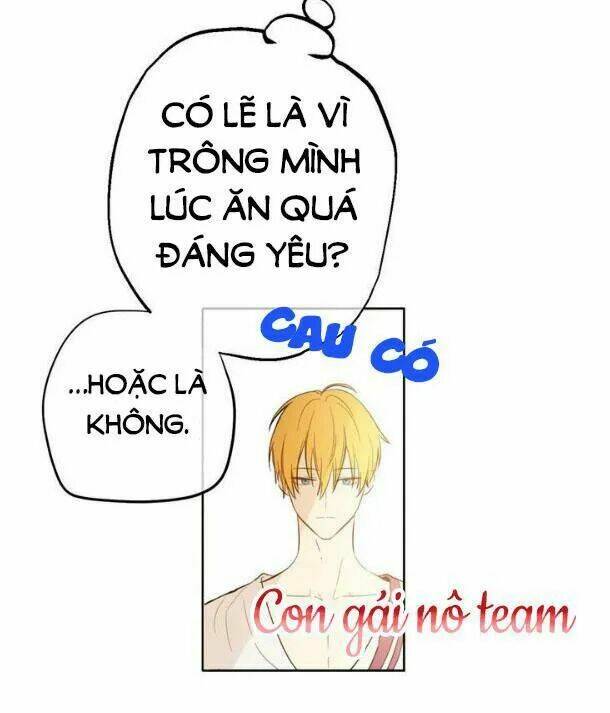 CÓ LẼ LÀ VÌ
TRÔNG MÌNH
LÚC ĂN QUÁ
ĐÁNG YÊU?
CAU CÓ
...HOẶC LÀ
KHÔNG.
Con gái nô team